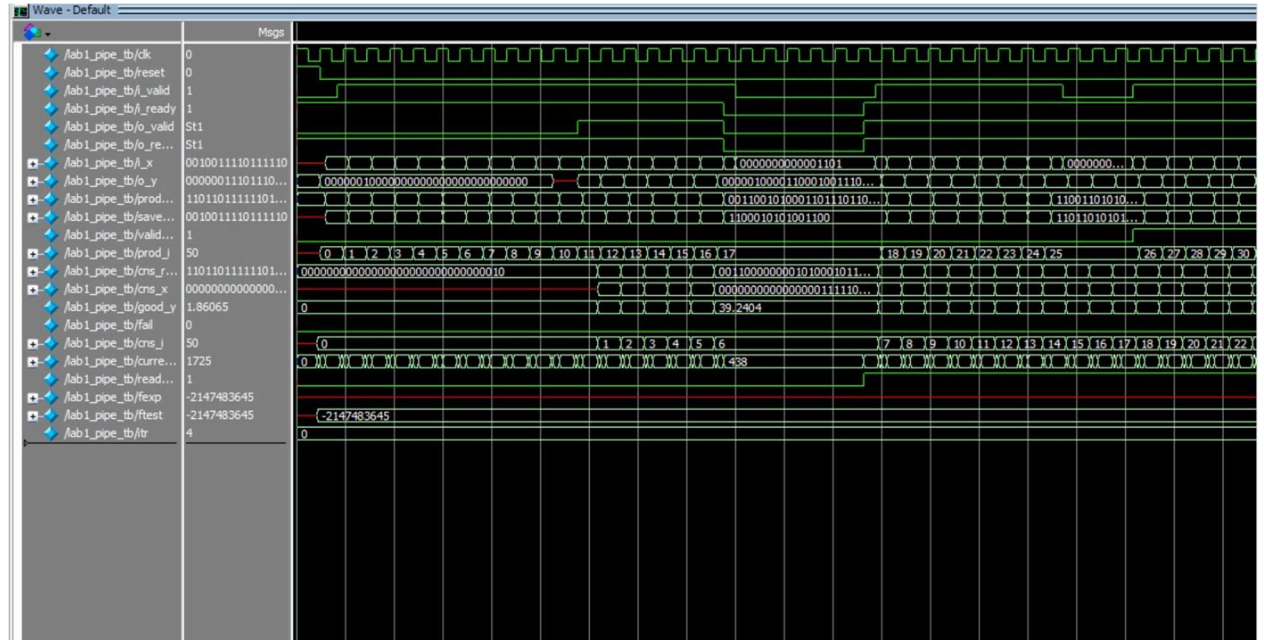 Wave - Default
Msgs
/lab1_pipe_tb/clk 0
/lab1_pipe_tb/reset 0
/lab1_pipe_tb/i_valid 1
/lab1_pipe_tb/i_ready 1
/lab1_pipe_tb/o_valid St1
/lab1_pipe_tb/o_re... St1
/lab1_pipe_tb/i_x 0010011110111110 0000000000001101 0000000...
/lab1_pipe_tb/o_y 00000011101110... 00000010000000000000000000000000 0000010000110001001110...
/lab1_pipe_tb/prod... 11011011111101... 0011001010001101110110... 11001101010...
/lab1_pipe_tb/save... 0010011110111110 1100010101001100 11011010101...
/lab1_pipe_tb/valid... 1
/lab1_pipe_tb/prod_i 50 0 1 2 3 4 5 6 7 8 9 10 11 12 13 14 15 16 17 18 19 20 21 22 23 24 25 26 27 28 29 30
/lab1_pipe_tb/cns_r... 11011011111101... 00000000000000000000000000000010 0011000000001010001011...
/lab1_pipe_tb/cns_x 00000000000000... 0000000000000000111110...
/lab1_pipe_tb/good_y 1.86065 0 39.2404
/lab1_pipe_tb/fail 0
/lab1_pipe_tb/cns_i 50 0 1 2 3 4 5 6 7 8 9 10 11 12 13 14 15 16 17 18 19 20 21 22
/lab1_pipe_tb/curre... 1725 0 438
/lab1_pipe_tb/read... 1
/lab1_pipe_tb/fexp -2147483645
/lab1_pipe_tb/ftest -2147483645 -2147483645
/lab1_pipe_tb/itr 4 0